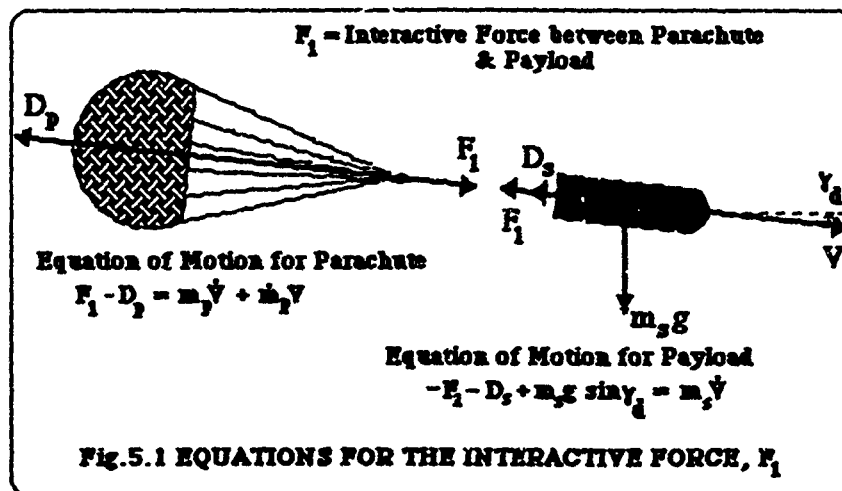 F₁ = Interactive Force between Parachute
& Payload
Dₚ
F₁
Dₛ
F₁
γ_d
V
Equation of Motion for Parachute
F₁ - Dₚ = mₚV̇ + ṁₚV
mₛg
Equation of Motion for Payload
-F₁ - Dₛ + mₛg sinγ_d = mₛV̇
Fig.5.1 EQUATIONS FOR THE INTERACTIVE FORCE, F₁